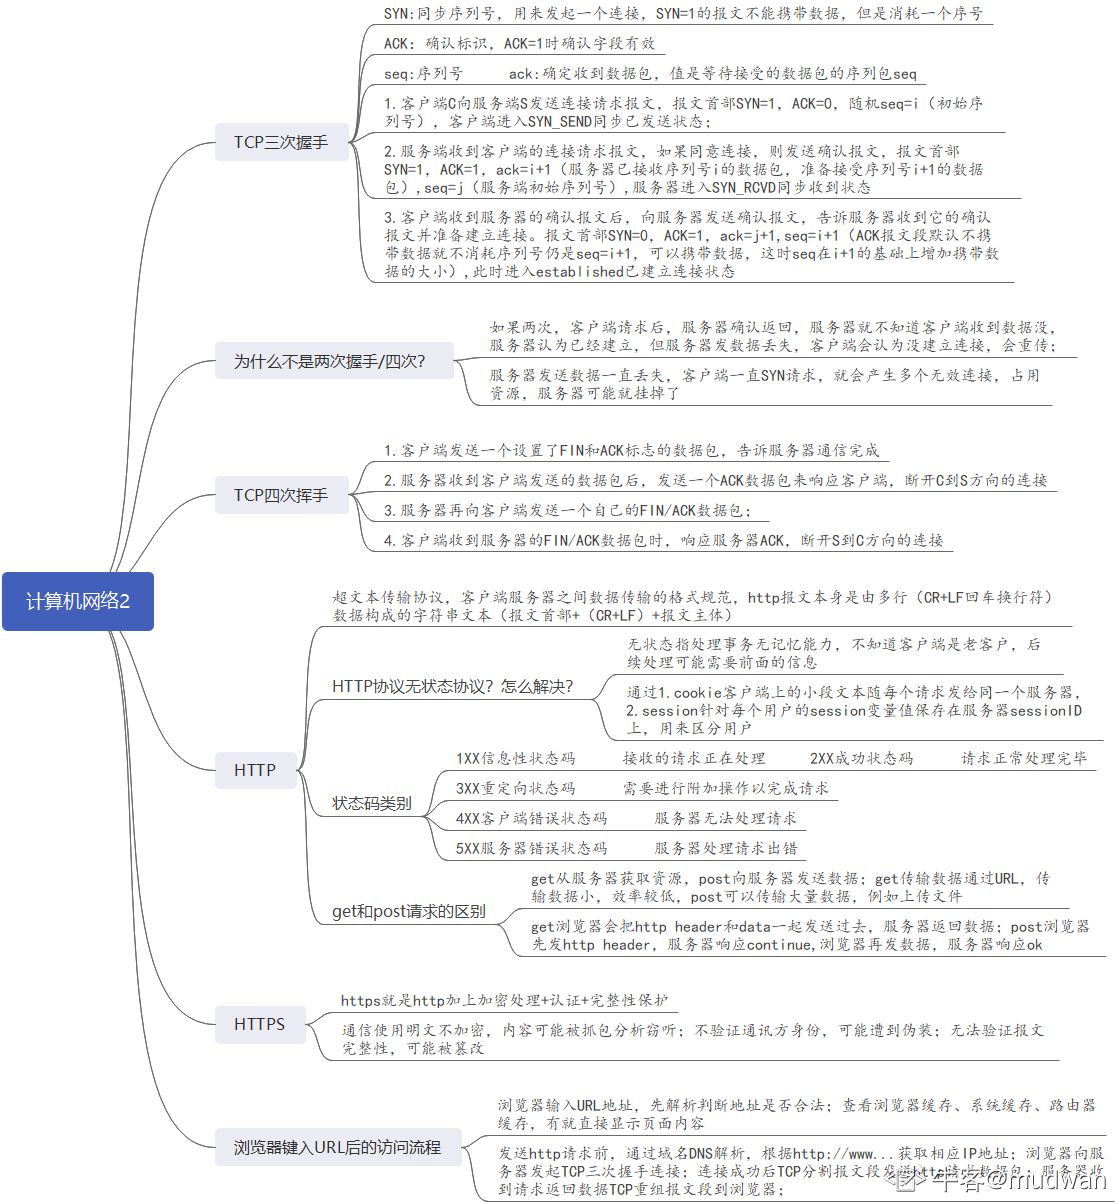 SYN:同步序列号，用来发起一个连接，SYN=1的报文不能携带数据，但是消耗一个序号
ACK: 确认标识，ACK=1时确认字段有效
seq:序列号 ack:确定收到数据包，值是等待接受的数据包的序列包seq
1.客户端C向服务端S发送连接请求报文，报文首部SYN=1，ACK=0，随机seq=i（初始序
列号），客户端进入SYN_SEND同步已发送状态；
TCP三次握手
2.服务端收到客户端的连接请求报文，如果同意连接，则发送确认报文，报文首部
SYN=1，ACK=1，ack=i+1（服务器已接收序列号i的数据包，准备接受序列号i+1的数据
包）,seq=j（服务端初始序列号）,服务器进入SYN_RCVD同步收到状态
3.客户端收到服务器的确认报文后，向服务器发送确认报文，告诉服务器收到它的确认
报文并准备建立连接。报文首部SYN=0，ACK=1，ack=j+1,seq=i+1（ACK报文段默认不携
带数据就不消耗序列号仍是seq=i+1，可以携带数据，这时seq在i+1的基础上增加携带数
据的大小）,此时进入established已建立连接状态
为什么不是两次握手/四次？
如果两次，客户端请求后，服务器确认返回，服务器就不知道客户端收到数据没，
服务器认为已经建立，但服务器发数据丢失，客户端会认为没建立连接，会重传；
服务器发送数据一直丢失，客户端一直SYN请求，就会产生多个无效连接，占用
资源，服务器可能就挂掉了
TCP四次挥手
1.客户端发送一个设置了FIN和ACK标志的数据包，告诉服务器通信完成
2.服务器收到客户端发送的数据包后，发送一个ACK数据包来响应客户端，断开C到S方向的连接
3.服务器再向客户端发送一个自己的FIN/ACK数据包；
4.客户端收到服务器的FIN/ACK数据包时，响应服务器ACK，断开S到C方向的连接
计算机网络2
HTTP
超文本传输协议，客户端服务器之间数据传输的格式规范，http报文本身是由多行（CR+LF回车换行符）
数据构成的字符串文本（报文首部+（CR+LF）+报文主体）
HTTP协议无状态协议？怎么解决？
无状态指处理事务无记忆能力，不知道客户端是老客户，后
续处理可能需要前面的信息
通过1.cookie客户端上的小段文本随每个请求发给同一个服务器，
2.session针对每个用户的session变量值保存在服务器sessionID
上，用来区分用户
状态码类别
1XX信息性状态码 接收的请求正在处理 2XX成功状态码 请求正常处理完毕
3XX重定向状态码 需要进行附加操作以完成请求
4XX客户端错误状态码 服务器无法处理请求
5XX服务器错误状态码 服务器处理请求出错
get和post请求的区别
get从服务器获取资源，post向服务器发送数据；get传输数据通过URL，传
输数据小，效率较低，post可以传输大量数据，例如上传文件
get浏览器会把http header和data一起发送过去，服务器返回数据；post浏览器
先发http header，服务器响应continue,浏览器再发数据，服务器响应ok
HTTPS
https就是http加上加密处理+认证+完整性保护
通信使用明文不加密，内容可能被抓包分析窃听；不验证通讯方身份，可能遭到伪装；无法验证报文
完整性，可能被篡改
浏览器键入URL后的访问流程
浏览器输入URL地址，先解析判断地址是否合法；查看浏览器缓存、系统缓存、路由器
缓存，有就直接显示页面内容
发送http请求前，通过域名DNS解析，根据http://www...获取相应IP地址；浏览器向服
务器发起TCP三次握手连接；连接成功后TCP分割报文段发送http请求数据包；服务器收
到请求返回数据TCP重组报文段到浏览器；
牛客@mudwan